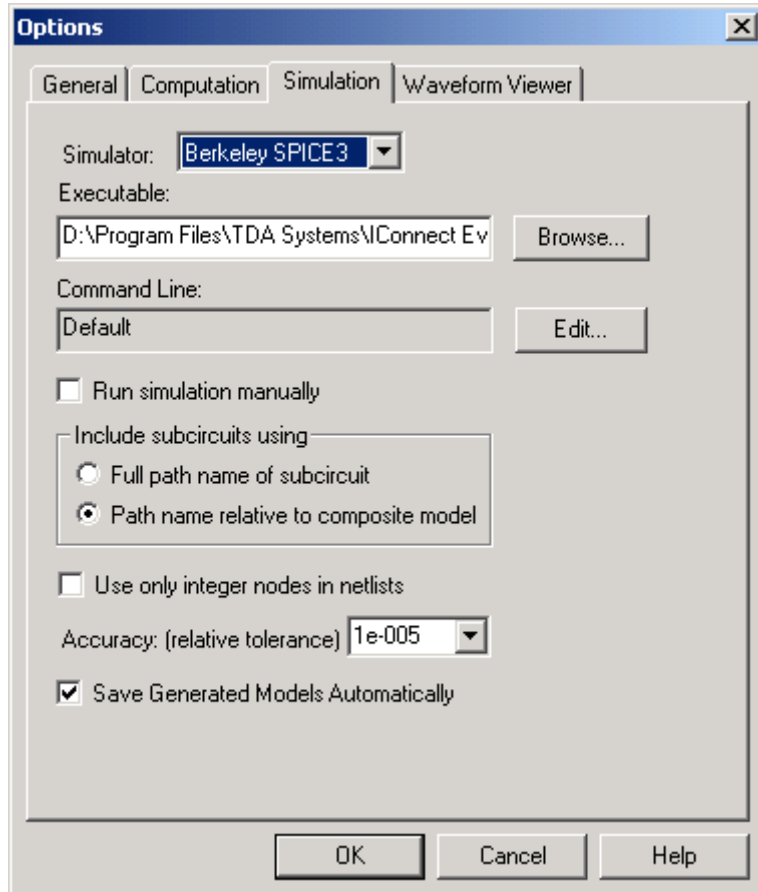 Options
General Computation Simulation Waveform Viewer
Simulator: Berkeley SPICE3
Executable:
D:\Program Files\TDA Systems\IConnect Ev Browse...
Command Line:
Default Edit...
Run simulation manually
Include subcircuits using
Full path name of subcircuit
Path name relative to composite model
Use only integer nodes in netlists
Accuracy: (relative tolerance) 1e-005
Save Generated Models Automatically
OK Cancel Help